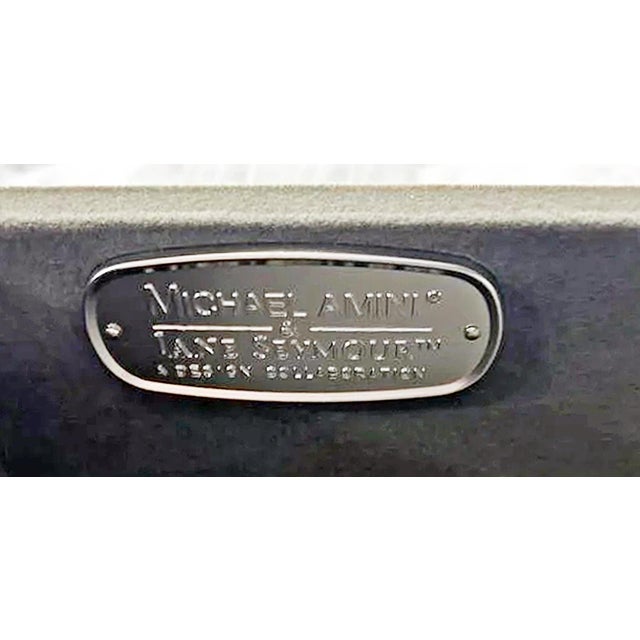 MICHAEL AMINI®
&
JANE SEYMOUR™
A DESIGN COLLABORATION